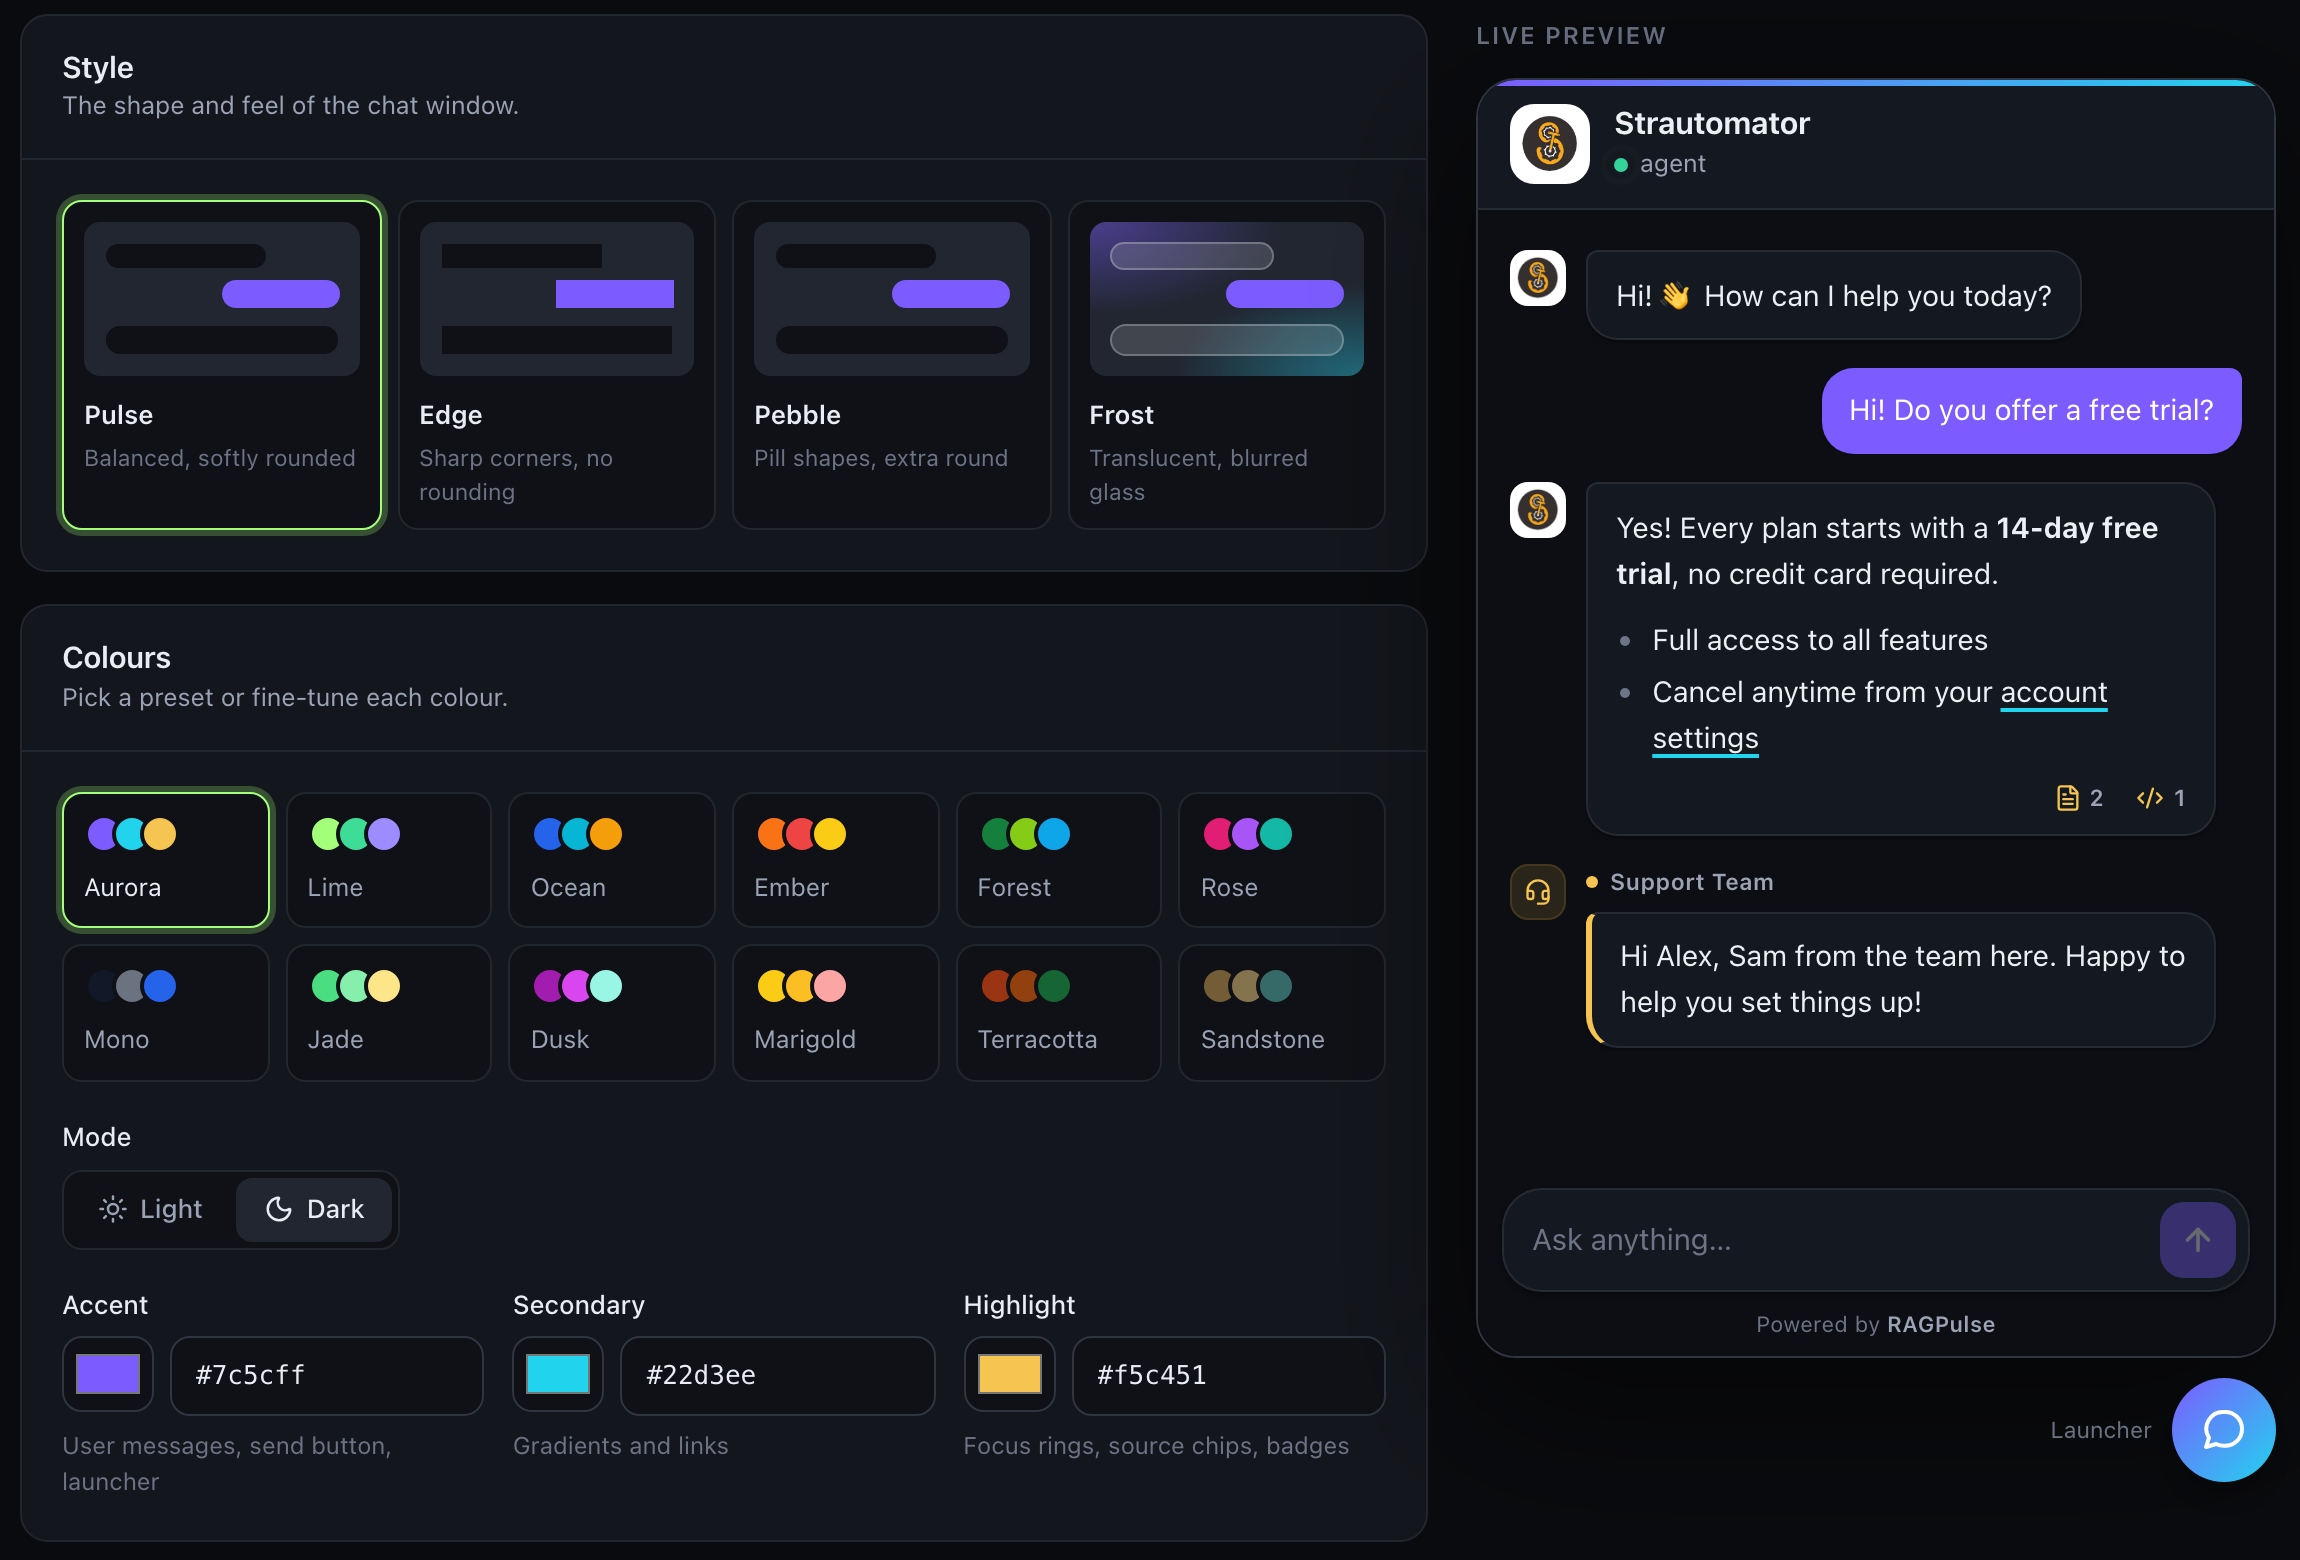 Style
The shape and feel of the chat window.
Pulse
Balanced, softly rounded
Edge
Sharp corners, no
rounding
Pebble
Pill shapes, extra round
Frost
Translucent, blurred
glass
Colours
Pick a preset or fine-tune each colour.
Aurora
Lime
Ocean
Ember
Forest
Rose
Mono
Jade
Dusk
Marigold
Terracotta
Sandstone
Mode
Light
Dark
Accent
#7c5cff
User messages, send button,
launcher
Secondary
#22d3ee
Gradients and links
Highlight
#f5c451
Focus rings, source chips, badges
LIVE PREVIEW
Strautomator
agent
Hi! 👋 How can I help you today?
Hi! Do you offer a free trial?
Yes! Every plan starts with a 14-day free
trial, no credit card required.
• Full access to all features
• Cancel anytime from your account
settings
2 </> 1
Support Team
Hi Alex, Sam from the team here. Happy to
help you set things up!
Ask anything...
Powered by RAGPulse
Launcher